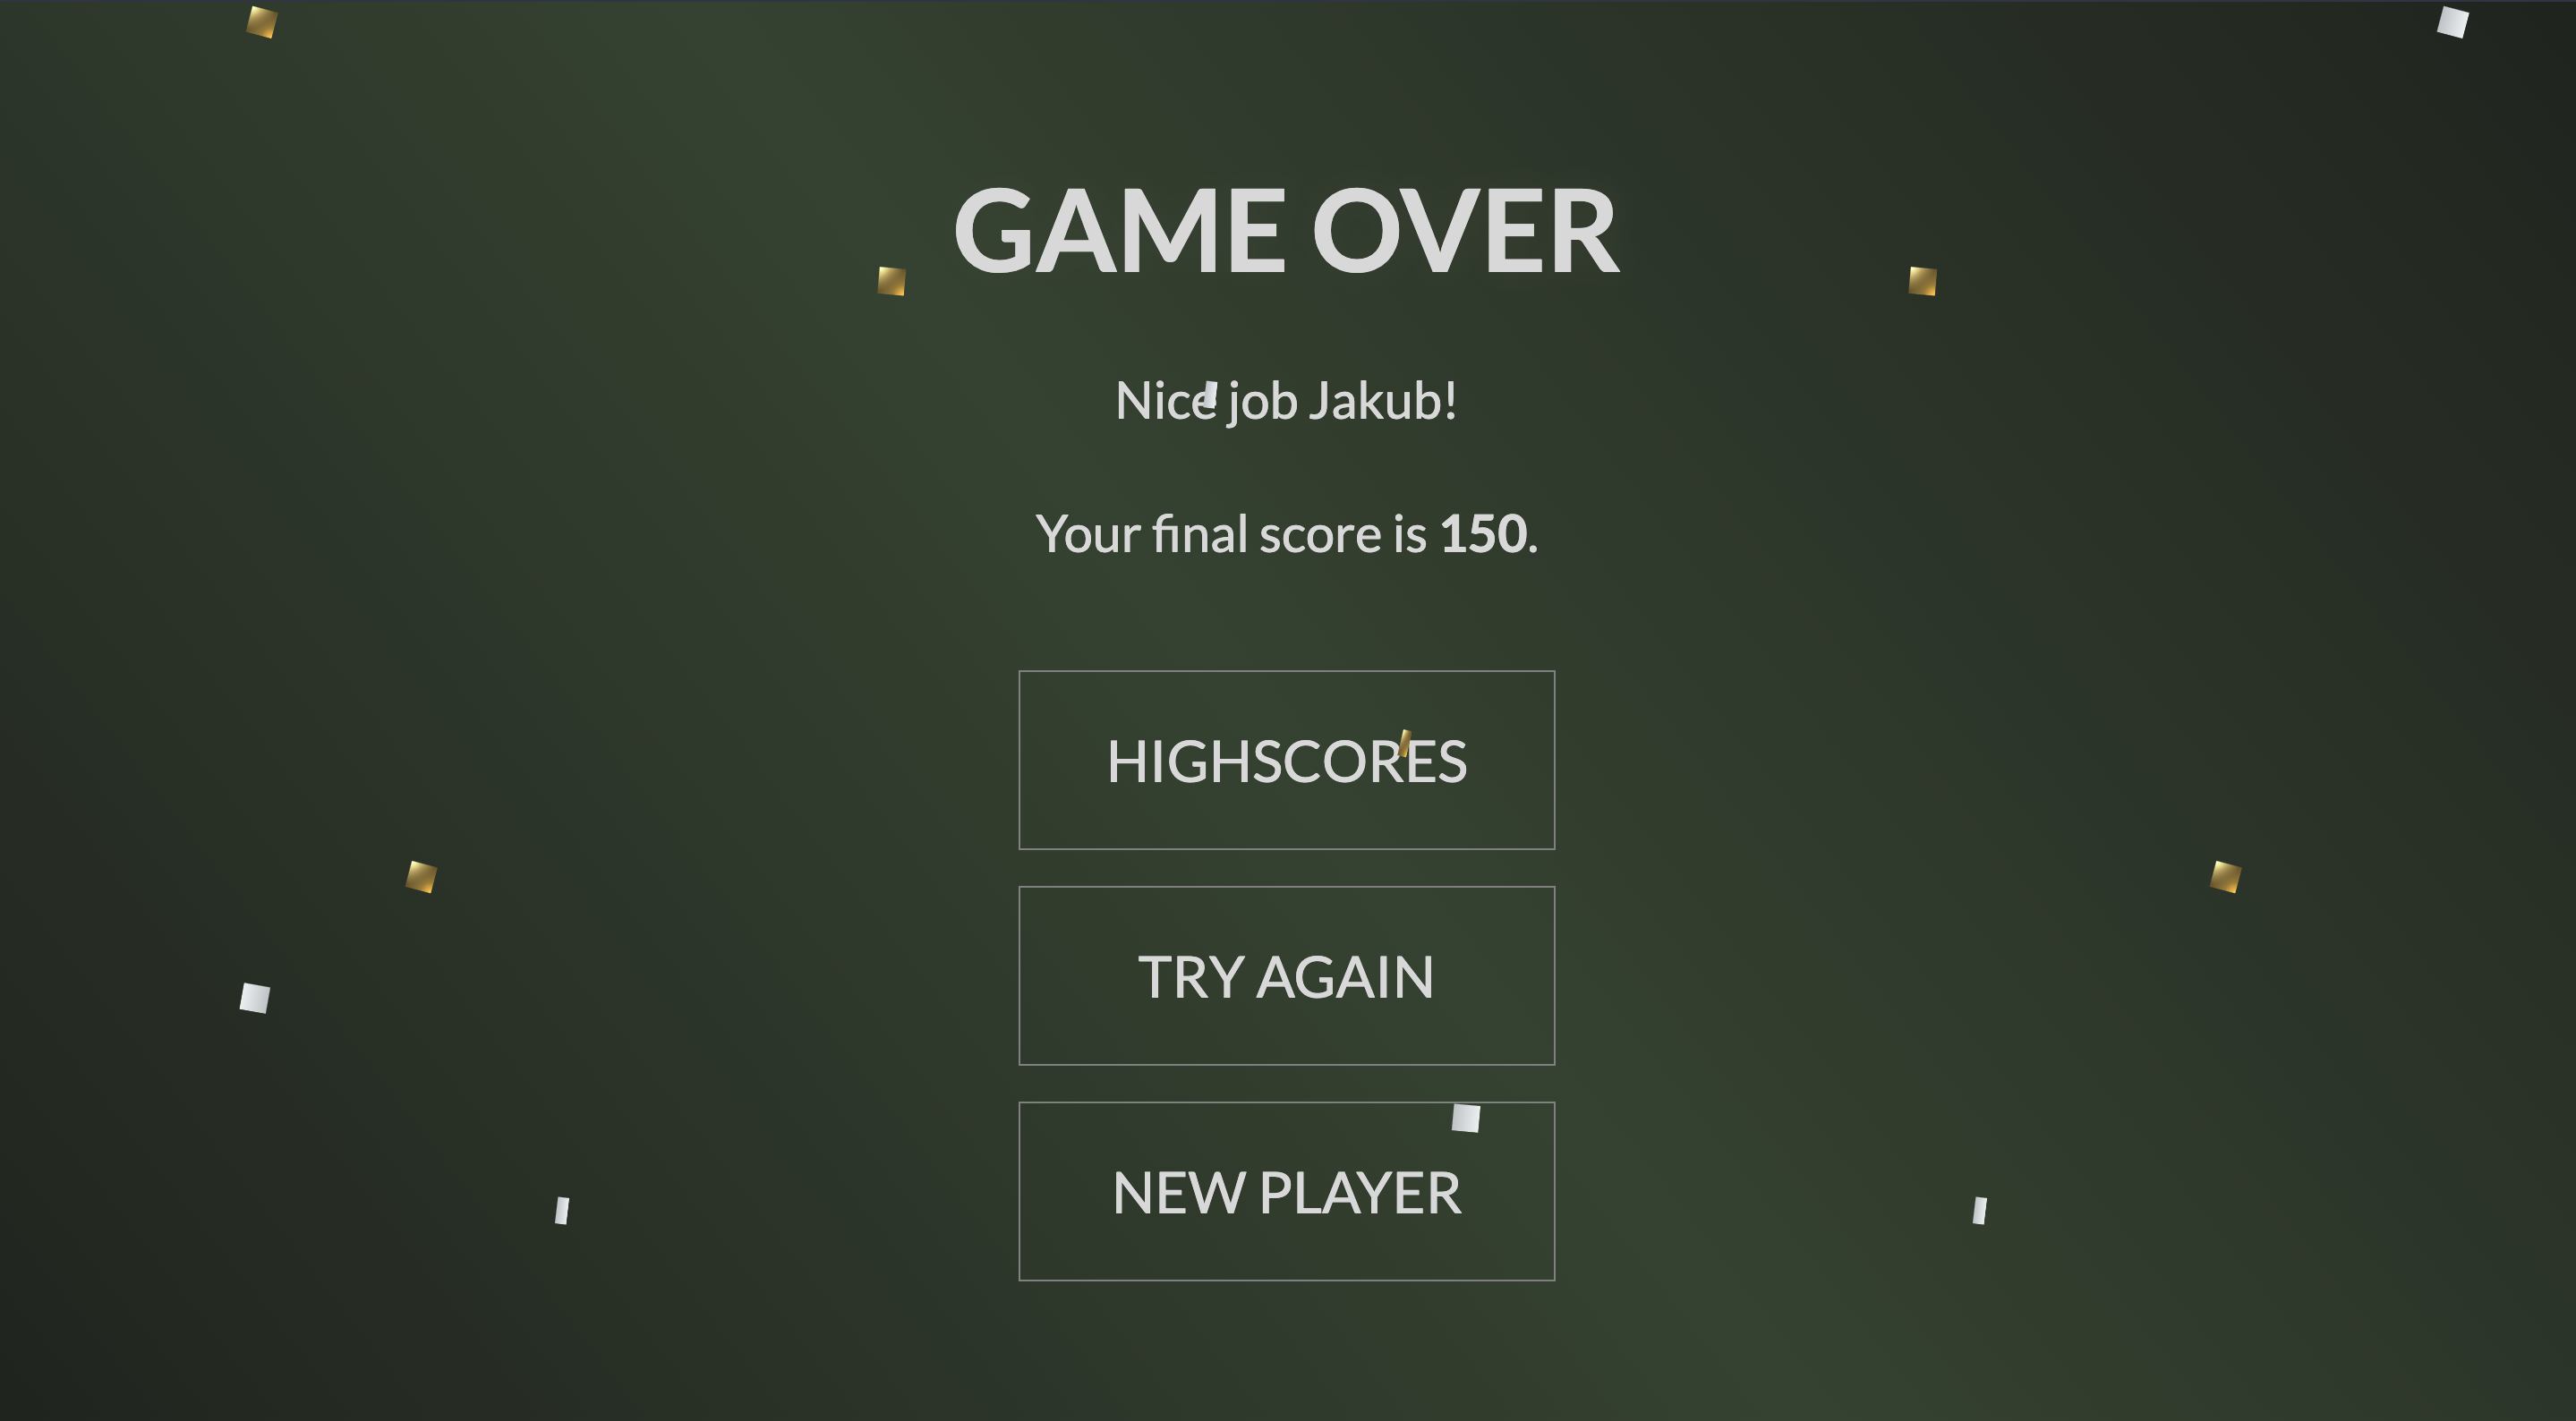 GAME OVER
Nice job Jakub!
Your final score is 150.
HIGHSCORES
TRY AGAIN
NEW PLAYER